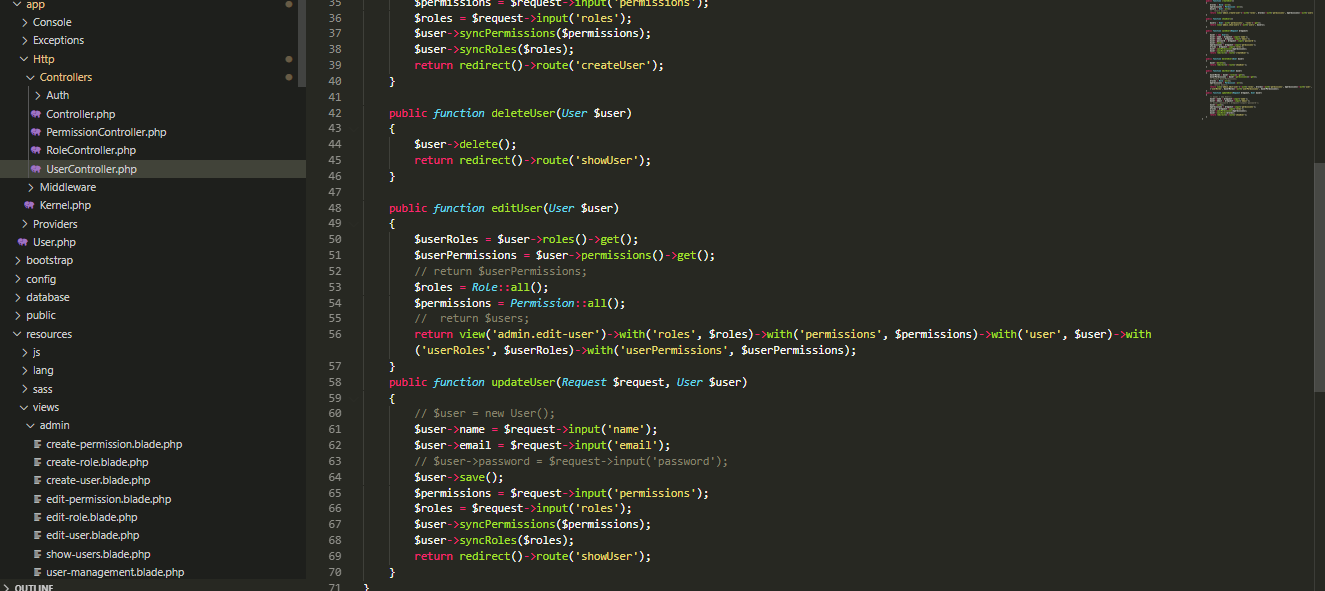 app
Console
Exceptions
Http
Controllers
Auth
Controller.php
PermissionController.php
RoleController.php
UserController.php
Middleware
Kernel.php
Providers
User.php
bootstrap
config
database
public
resources
js
lang
sass
views
admin
create-permission.blade.php
create-role.blade.php
create-user.blade.php
edit-permission.blade.php
edit-role.blade.php
edit-user.blade.php
show-users.blade.php
user-management.blade.php
OUTLINE
35 $permissions = $request->input('permissions');
36 $roles = $request->input('roles');
37 $user->syncPermissions($permissions);
38 $user->syncRoles($roles);
39 return redirect()->route('createUser');
40 }
41
42 public function deleteUser(User $user)
43 {
44 $user->delete();
45 return redirect()->route('showUser');
46 }
47
48 public function editUser(User $user)
49 {
50 $userRoles = $user->roles()->get();
51 $userPermissions = $user->permissions()->get();
52 // return $userPermissions;
53 $roles = Role::all();
54 $permissions = Permission::all();
55 //  return $users;
56 return view('admin.edit-user')->with('roles', $roles)->with('permissions', $permissions)->with('user', $user)->with
('userRoles', $userRoles)->with('userPermissions', $userPermissions);
57 }
58 public function updateUser(Request $request, User $user)
59 {
60 // $user = new User();
61 $user->name = $request->input('name');
62 $user->email = $request->input('email');
63 // $user->password = $request->input('password');
64 $user->save();
65 $permissions = $request->input('permissions');
66 $roles = $request->input('roles');
67 $user->syncPermissions($permissions);
68 $user->syncRoles($roles);
69 return redirect()->route('showUser');
70 }
71 }